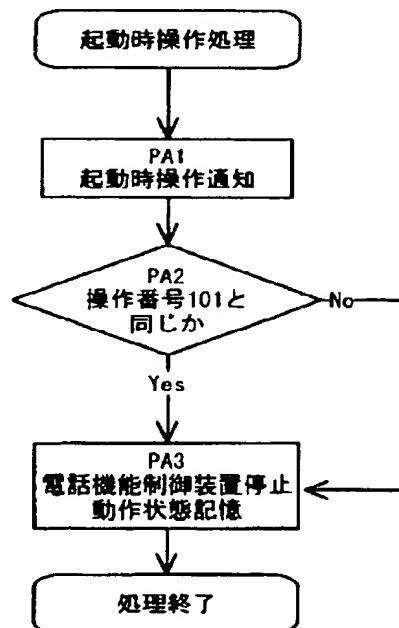 起動時操作処理
PA1
起動時操作通知
PA2
操作番号101と
同じか
No
Yes
PA3
電話機能制御装置停止
動作状態記憶
処理終了